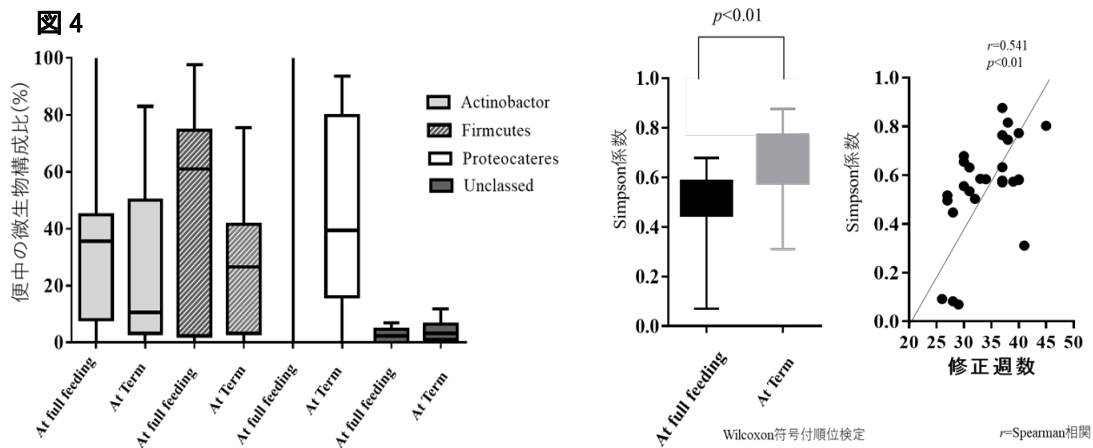 図 4
便中の微生物構成比(%)
100
80
60
40
20
0
At full feeding
At Term
At full feeding
At Term
At full feeding
At Term
At full feeding
At Term
Actinobactor
Firmcutes
Proteocateres
Unclassed
p<0.01
Simpson係数
1.0
0.8
0.6
0.4
0.2
0.0
At full feeding
At Term
Wilcoxon符号付順位検定
r=0.541
p<0.01
Simpson係数
1.0
0.8
0.6
0.4
0.2
0.0
20 25 30 35 40 45 50
修正週数
r=Spearman相関